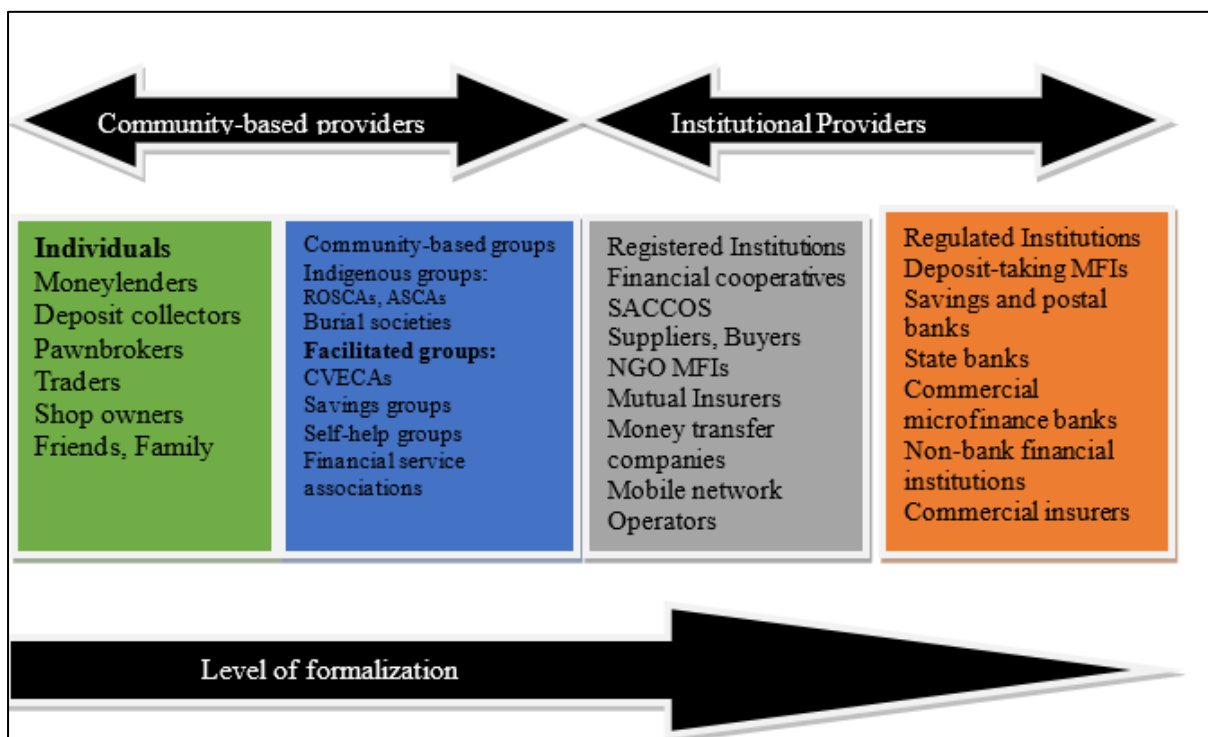 Community-based providers
Institutional Providers
Individuals
Moneylenders
Deposit collectors
Pawnbrokers
Traders
Shop owners
Friends, Family
Community-based groups
Indigenous groups:
ROSCAs, ASCAs
Burial societies
Facilitated groups:
CVECAs
Savings groups
Self-help groups
Financial service
associations
Registered Institutions
Financial cooperatives
SACCOS
Suppliers, Buyers
NGO MFIs
Mutual Insurers
Money transfer
companies
Mobile network
Operators
Regulated Institutions
Deposit-taking MFIs
Savings and postal
banks
State banks
Commercial
microfinance banks
Non-bank financial
institutions
Commercial insurers
Level of formalization